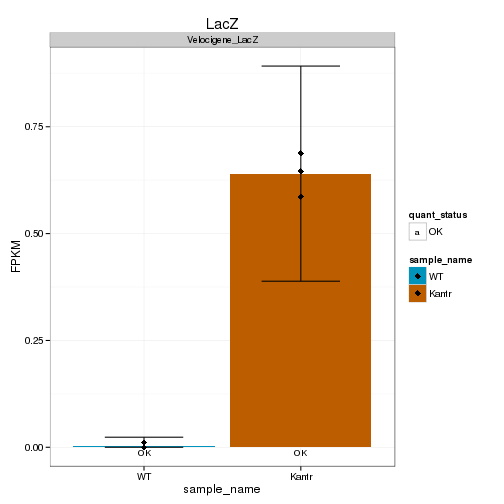 LacZ
Velocigene_LacZ
FPKM
0.75
0.50
0.25
0.00
OK
OK
WT
Kantr
sample_name
quant_status
a OK
sample_name
WT
Kantr